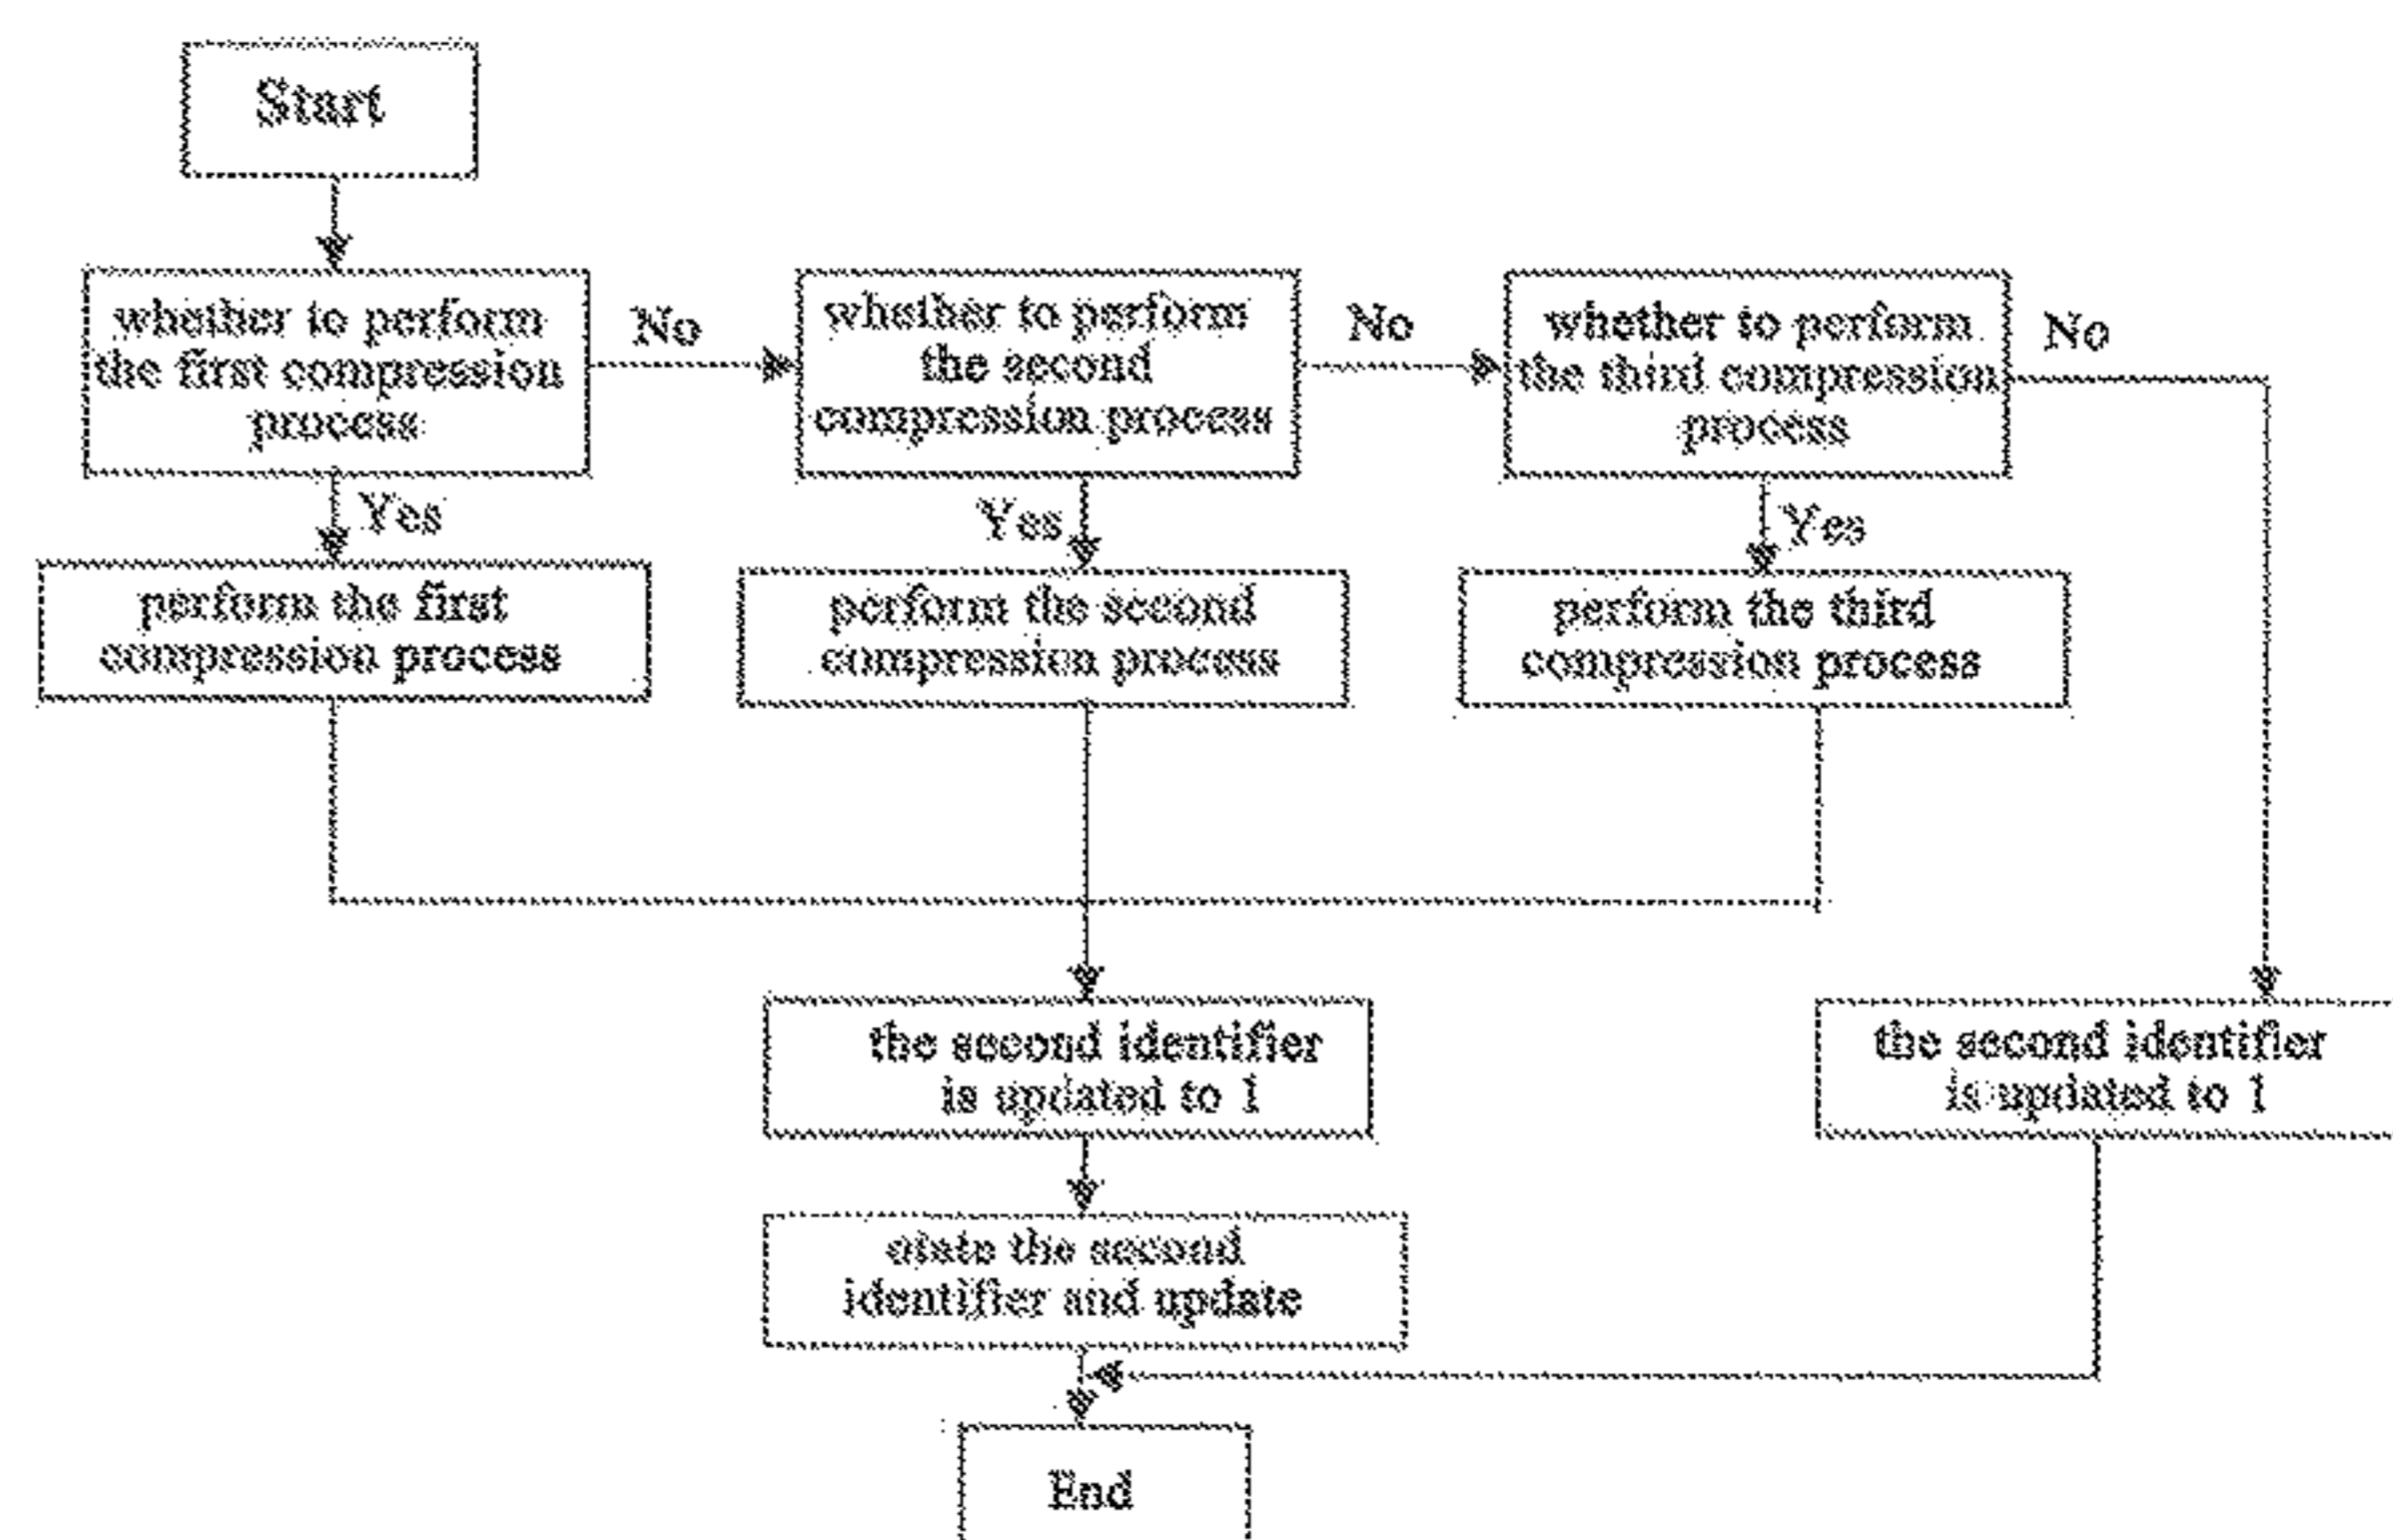 Start
whether to perform
the first compression
process
No
whether to perform
the second
compression process
No
whether to perform
the third compression
process
No
Yes
Yes
Yes
perform the first
compression process
perform the second
compression process
perform the third
compression process
the second identifier
is updated to 1
the second identifier
is updated to 1
the second
identifier and update
End